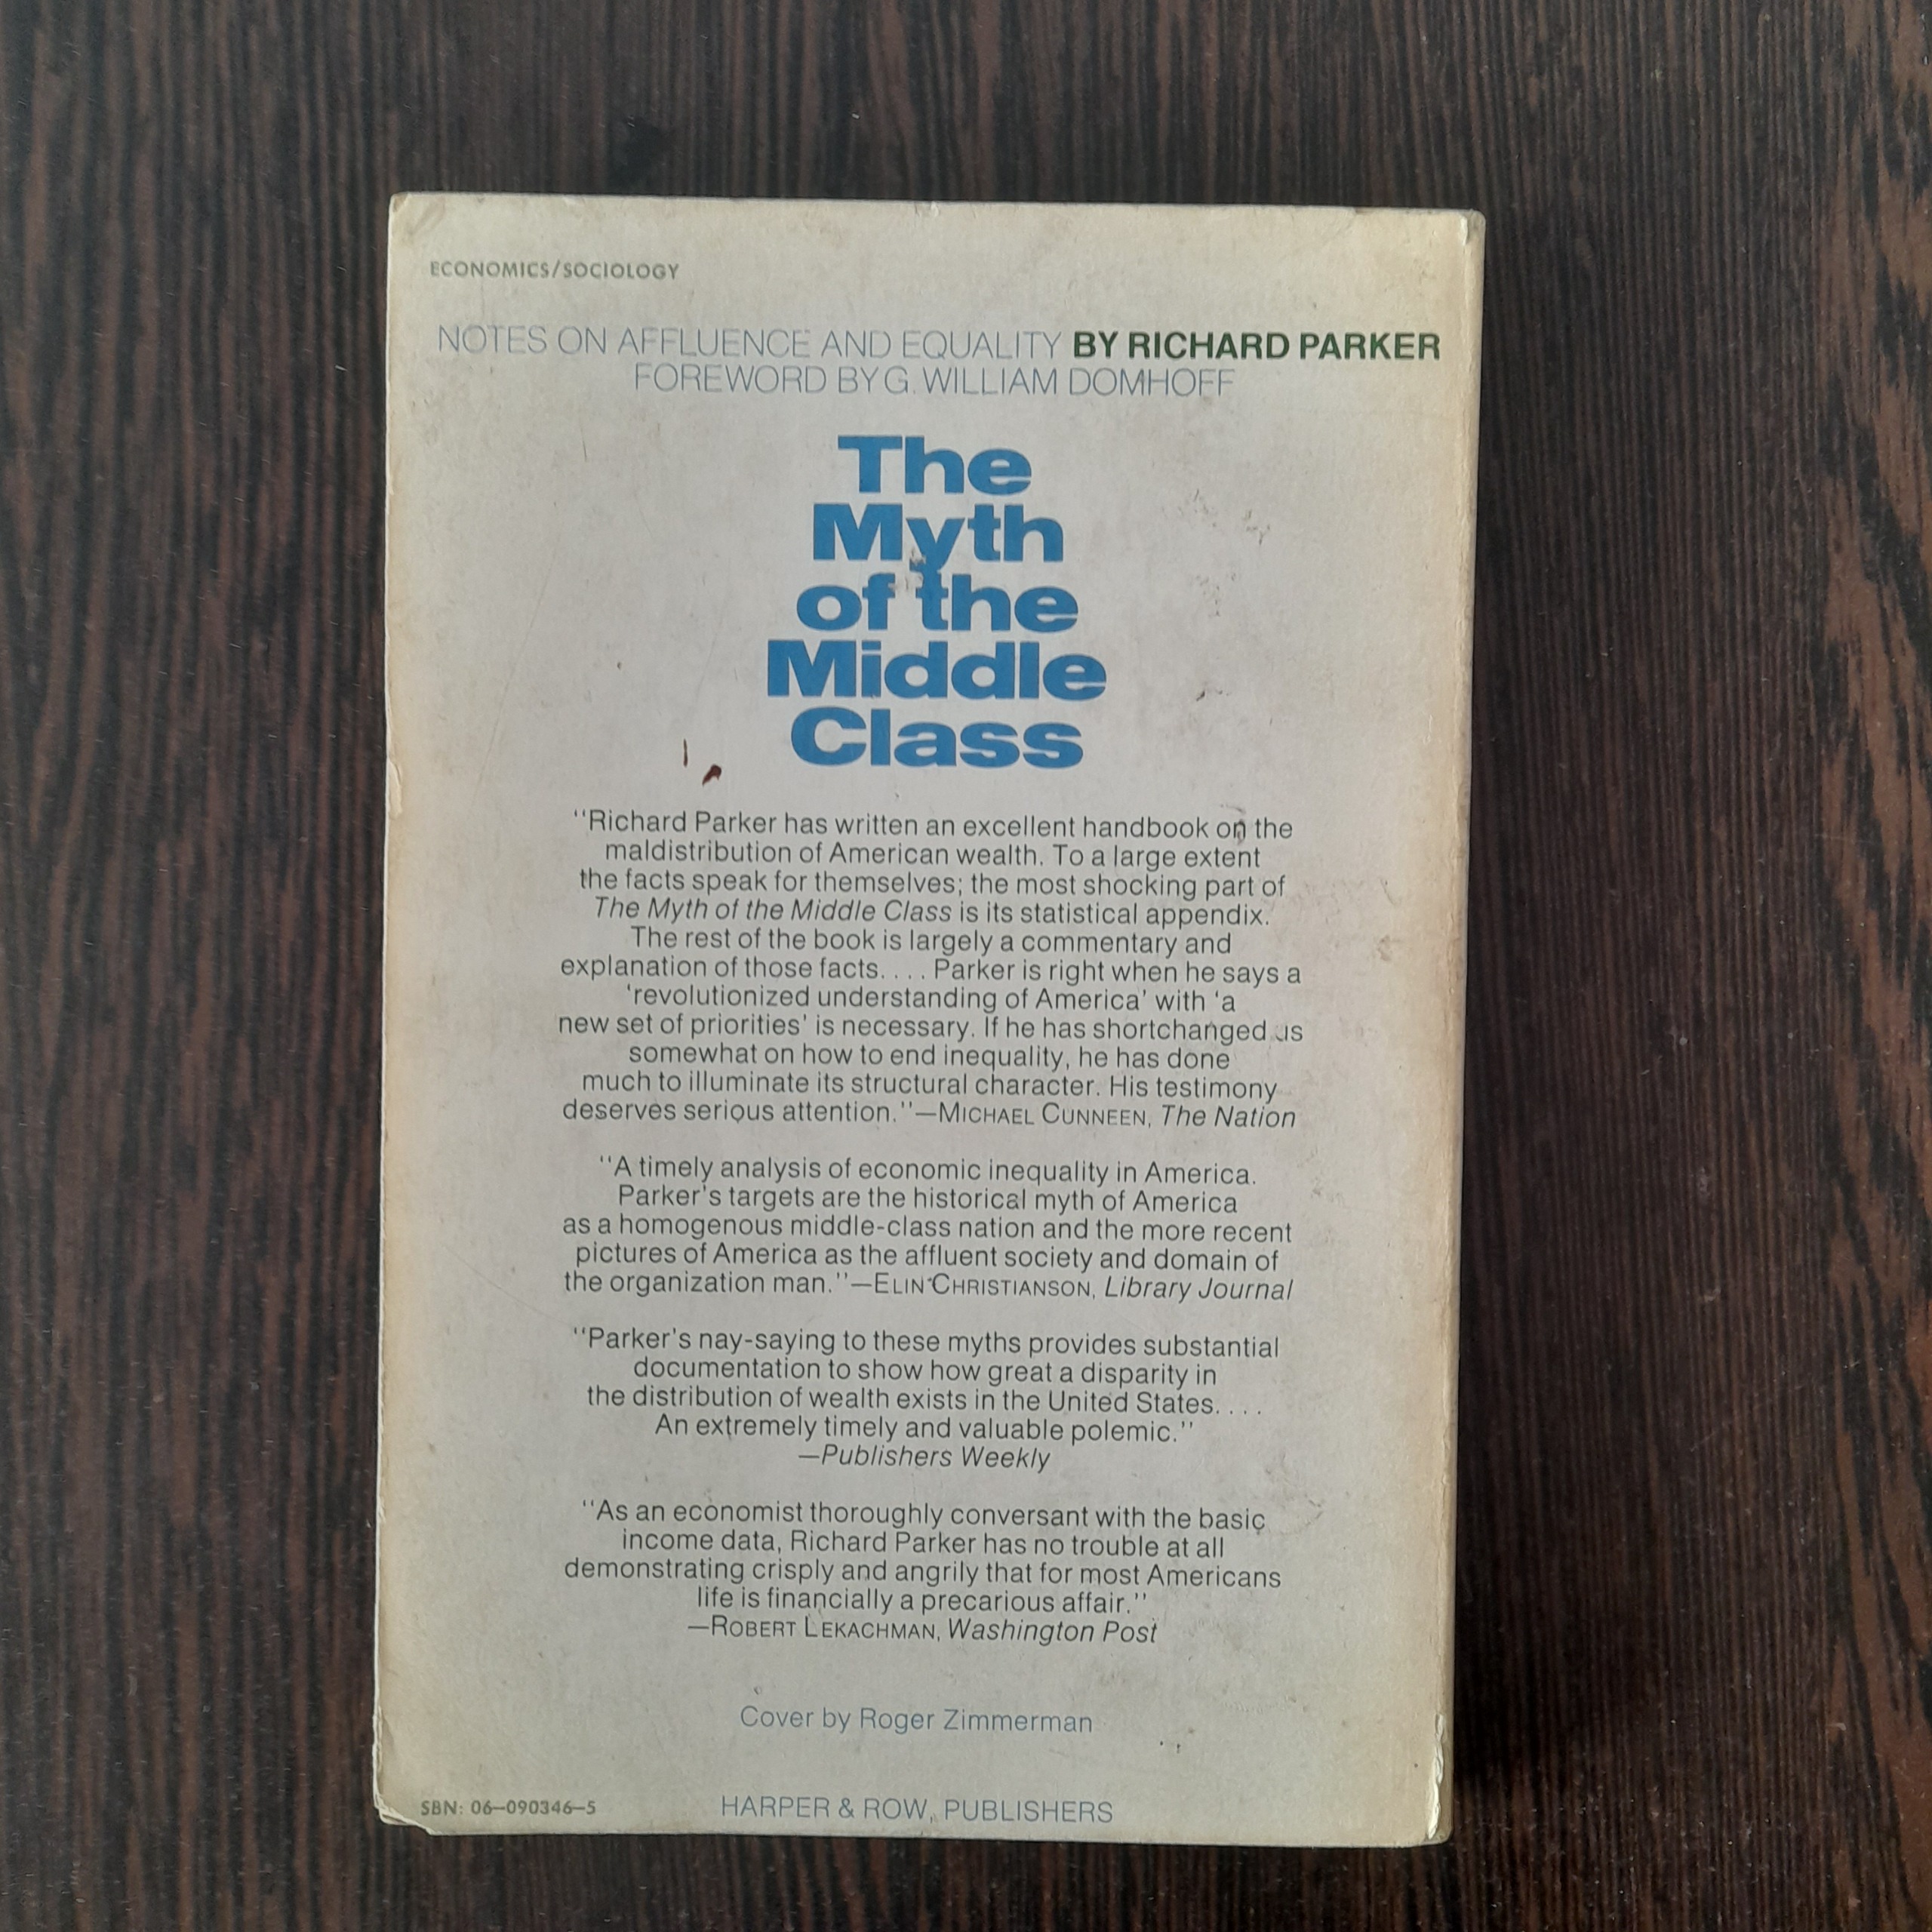 ECONOMICS/SOCIOLOGY
NOTES ON AFFLUENCE AND EQUALITY BY RICHARD PARKER
FOREWORD BY G. WILLIAM DOMHOFF
The
Myth
of the
Middle
Class
"Richard Parker has written an excellent handbook on the
maldistribution of American wealth. To a large extent
the facts speak for themselves; the most shocking part of
The Myth of the Middle Class is its statistical appendix.
The rest of the book is largely a commentary and
explanation of those facts. . . . Parker is right when he says a
'revolutionized understanding of America' with 'a
new set of priorities' is necessary. If he has shortchanged us
somewhat on how to end inequality, he has done
much to illuminate its structural character. His testimony
deserves serious attention."—MICHAEL CUNNEEN, The Nation
"A timely analysis of economic inequality in America.
Parker's targets are the historical myth of America
as a homogenous middle-class nation and the more recent
pictures of America as the affluent society and domain of
the organization man."—ELIN CHRISTIANSON, Library Journal
"Parker's nay-saying to these myths provides substantial
documentation to show how great a disparity in
the distribution of wealth exists in the United States. . . .
An extremely timely and valuable polemic."
—Publishers Weekly
"As an economist thoroughly conversant with the basic
income data, Richard Parker has no trouble at all
demonstrating crisply and angrily that for most Americans
life is financially a precarious affair."
—ROBERT LEKACHMAN, Washington Post
Cover by Roger Zimmerman
SBN: 06—090346—5
HARPER & ROW, PUBLISHERS